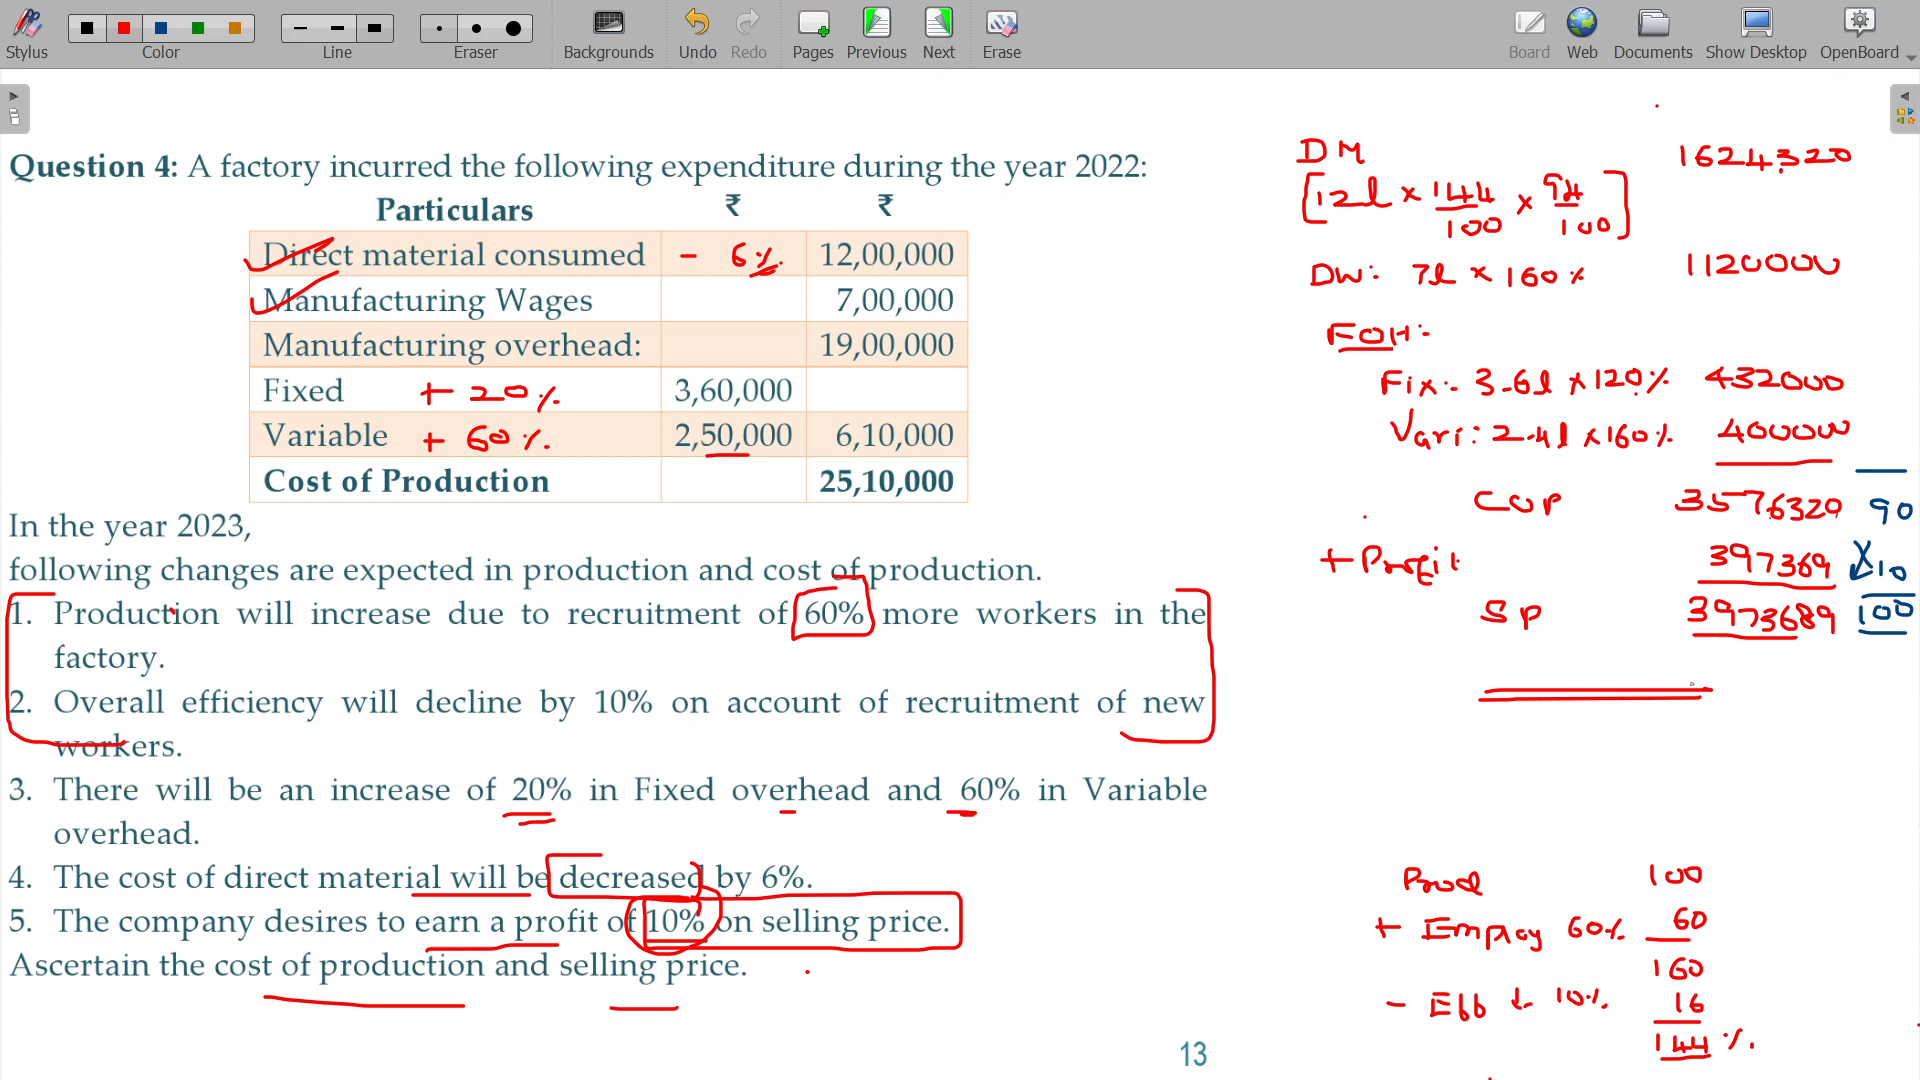 Stylus
Color
Line
Eraser
Backgrounds
Undo
Redo
Pages
Previous
Next
Erase
Board
Web
Documents
Show Desktop
OpenBoard
Question 4: A factory incurred the following expenditure during the year 2022:
Particulars ₹ ₹
Direct material consumed - 6% 12,00,000
Manufacturing Wages 7,00,000
Manufacturing overhead: 19,00,000
Fixed + 20% 3,60,000
Variable + 60% 2,50,000 6,10,000
Cost of Production 25,10,000
In the year 2023,
following changes are expected in production and cost of production.
1. Production will increase due to recruitment of 60% more workers in the
factory.
2. Overall efficiency will decline by 10% on account of recruitment of new
workers.
3. There will be an increase of 20% in Fixed overhead and 60% in Variable
overhead.
4. The cost of direct material will be decreased by 6%.
5. The company desires to earn a profit of 10% on selling price.
Ascertain the cost of production and selling price.
13
DM 1624320
[12l × 144/100 × 94/100]
DW: 7l × 160% 1120000
FOH:-
Fix:- 3.6l × 120% 432000
Vari: 2.4l × 160% 400000
COP 3576320 90
+ Profit 397369 10
SP 3973689 100
Prod 100
+ Employ 60% 60
160
- Eff ↓ 10% 16
144 %